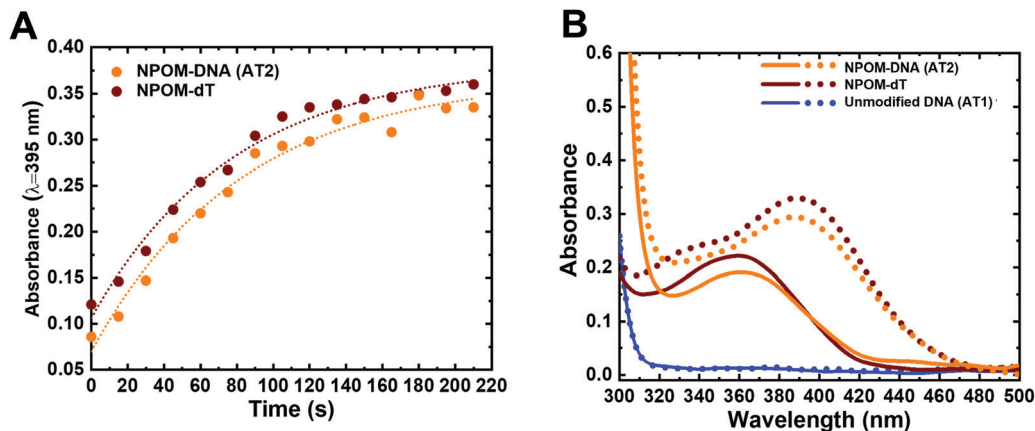 A
Absorbance (λ=395 nm)
0.40
0.35
0.30
0.25
0.20
0.15
0.10
0.05
NPOM-DNA (AT2)
NPOM-dT
0 20 40 60 80 100 120 140 160 180 200 220
Time (s)
B
Absorbance
0.6
0.5
0.4
0.3
0.2
0.1
0.0
NPOM-DNA (AT2)
NPOM-dT
Unmodified DNA (AT1)
300 320 340 360 380 400 420 440 460 480 500
Wavelength (nm)